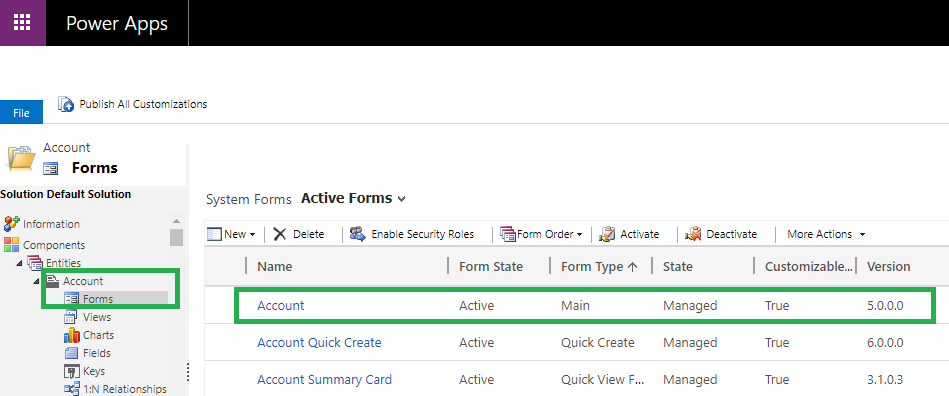 Power Apps
File Publish All Customizations
Account
Forms
Solution Default Solution
Information
Components
Entities
Account
Forms
Views
Charts
Fields
Keys
1:N Relationships
System Forms Active Forms
New Delete Enable Security Roles Form Order Activate Deactivate More Actions
Name Form State Form Type State Customizable... Version
Account Active Main Managed True 5.0.0.0
Account Quick Create Active Quick Create Managed True 6.0.0.0
Account Summary Card Active Quick View F... Managed True 3.1.0.3